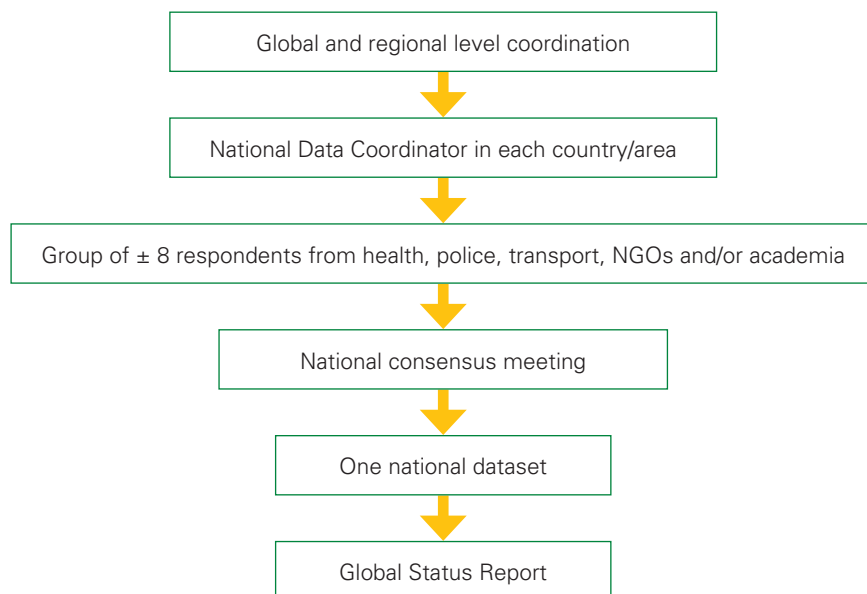 Global and regional level coordination
National Data Coordinator in each country/area
Group of ± 8 respondents from health, police, transport, NGOs and/or academia
National consensus meeting
One national dataset
Global Status Report